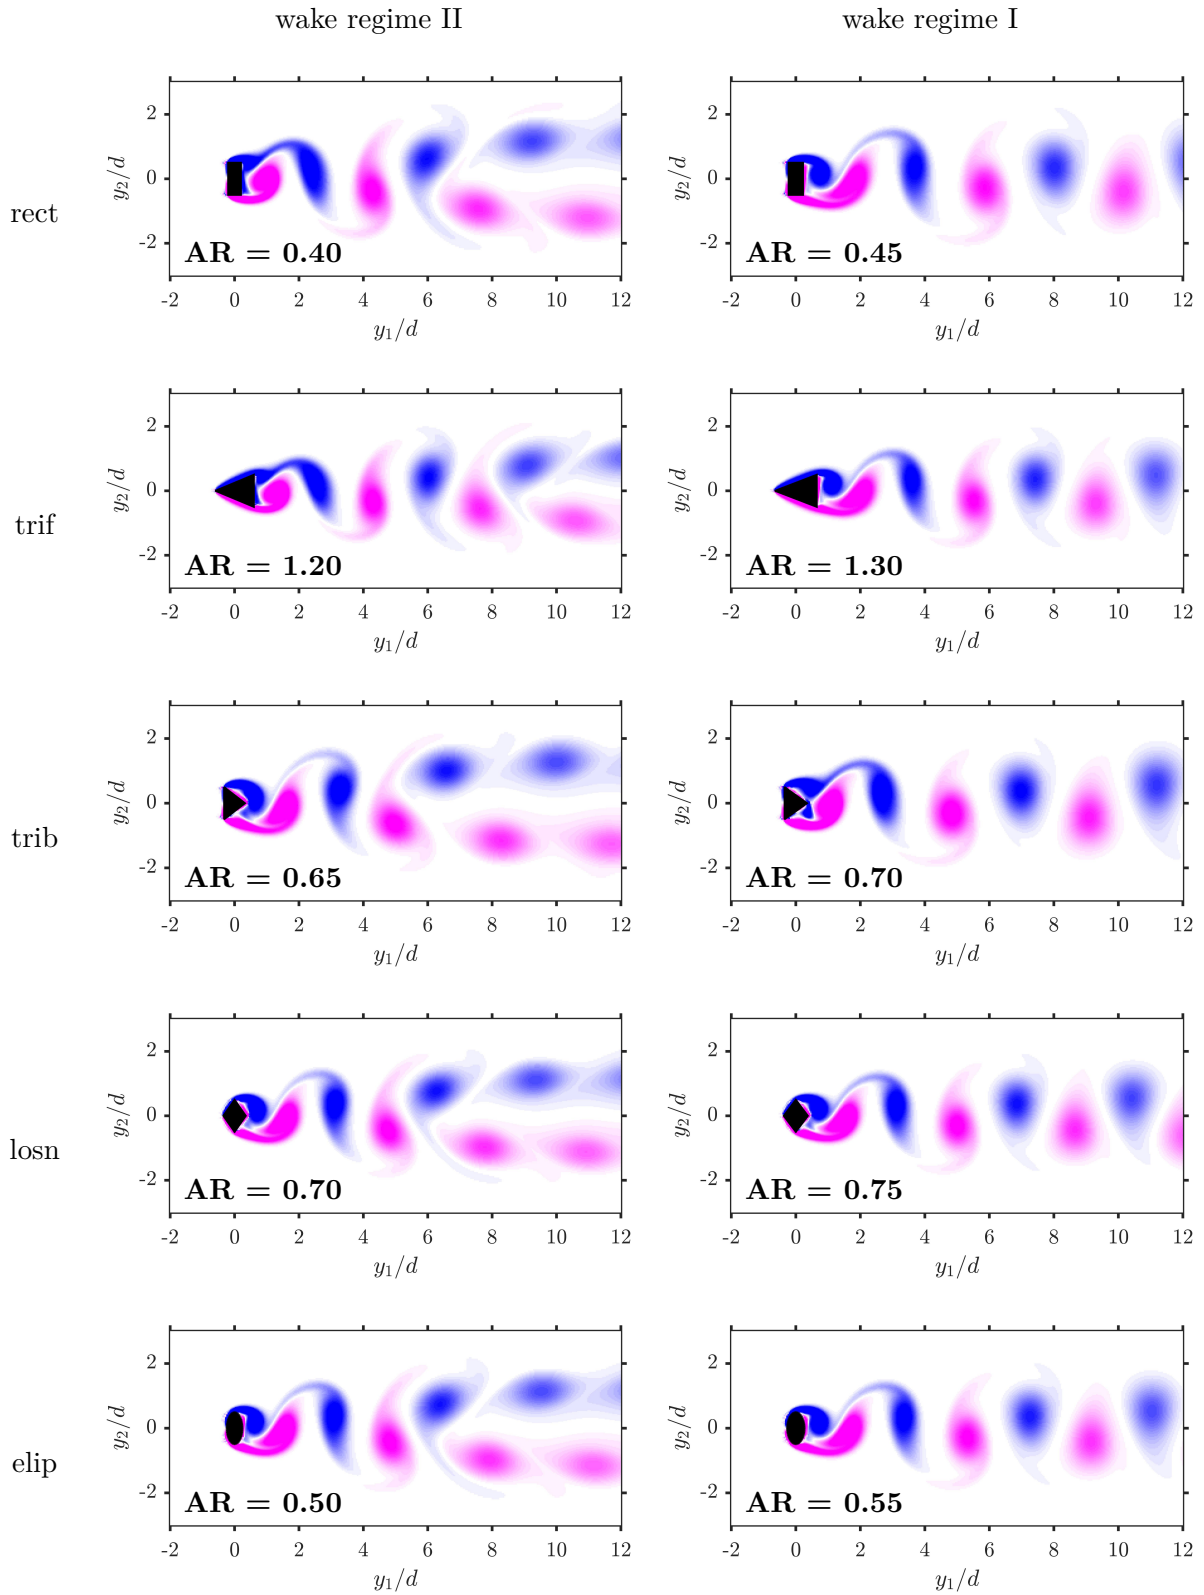 wake regime II wake regime I
rect
2 0 -2
y₂/d
AR = 0.40
-2 0 2 4 6 8 10 12
y₁/d
2 0 -2
y₂/d
AR = 0.45
-2 0 2 4 6 8 10 12
y₁/d
trif
2 0 -2
y₂/d
AR = 1.20
-2 0 2 4 6 8 10 12
y₁/d
2 0 -2
y₂/d
AR = 1.30
-2 0 2 4 6 8 10 12
y₁/d
trib
2 0 -2
y₂/d
AR = 0.65
-2 0 2 4 6 8 10 12
y₁/d
2 0 -2
y₂/d
AR = 0.70
-2 0 2 4 6 8 10 12
y₁/d
losn
2 0 -2
y₂/d
AR = 0.70
-2 0 2 4 6 8 10 12
y₁/d
2 0 -2
y₂/d
AR = 0.75
-2 0 2 4 6 8 10 12
y₁/d
elip
2 0 -2
y₂/d
AR = 0.50
-2 0 2 4 6 8 10 12
y₁/d
2 0 -2
y₂/d
AR = 0.55
-2 0 2 4 6 8 10 12
y₁/d